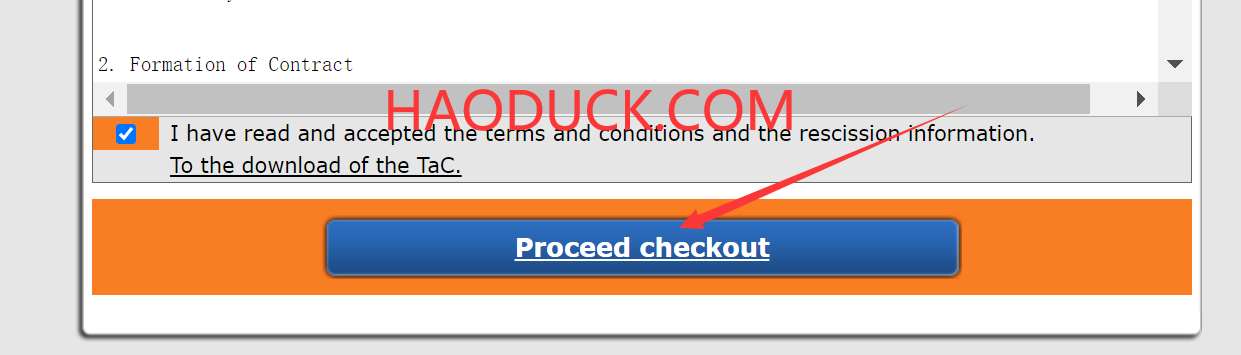 2. Formation of Contract
HAODUCK.COM
I have read and accepted the terms and conditions and the rescission information.
To the download of the TaC.
Proceed checkout